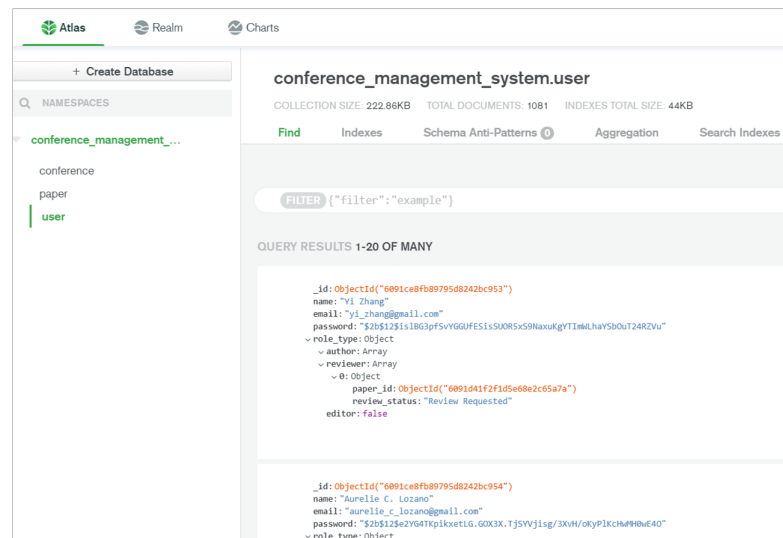 Atlas Realm Charts
+ Create Database
NAMESPACES
conference_management_...
conference
paper
user
conference_management_system.user
COLLECTION SIZE: 222.86KB TOTAL DOCUMENTS: 1081 INDEXES TOTAL SIZE: 44KB
Find Indexes Schema Anti-Patterns 0 Aggregation Search Indexes
FILTER {"filter":"example"}
QUERY RESULTS 1-20 OF MANY
_id: ObjectId("6091ce8fb89795d8242bc953")
name: "Yi Zhang"
email: "yi_zhang@gmail.com"
password: "$2b$12$islBG3pfSvYGGUfESisSUOR5xS9NaxuKgYTImWLhaYSbOuT24RZVu"
role_type: Object
author: Array
reviewer: Array
0: Object
paper_id: ObjectId("6091d41f2f1d5e68e2c65a7a")
review_status: "Review Requested"
editor: false
_id: ObjectId("6091ce8fb89795d8242bc954")
name: "Aurelie C. Lozano"
email: "aurelie_c_lozano@gmail.com"
password: "$2b$12$e2YG4TKpikxetLG.GOX3X.TjSYVjisg/3XvH/oKyPlKcHwMH0wE4O"
role_type: Object